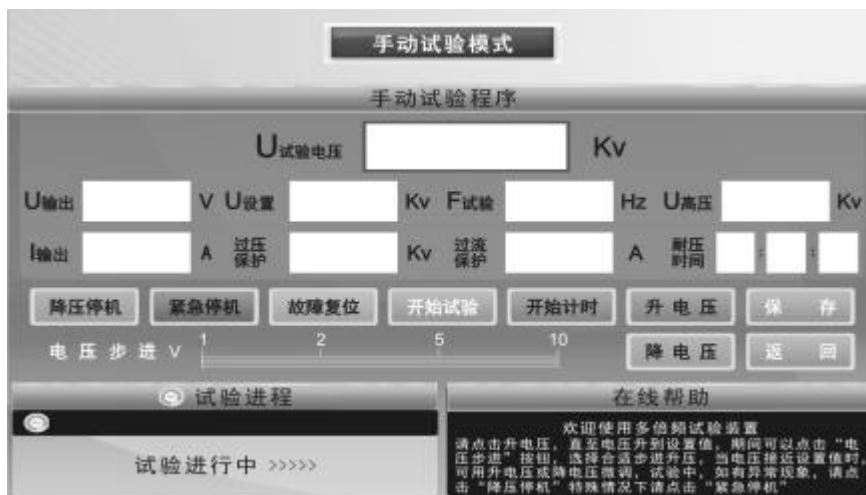 手动试验模式
手动试验程序
U试验电压 Kv
U输出 V U设置 Kv F试验 Hz U高压 Kv
I输出 A 过压保护 Kv 过流保护 A 耐压时间 : :
降压停机 紧急停机 故障复位 开始试验 开始计时 升电压 保存
电压步进V 1 2 5 10 降电压 返回
试验进程 在线帮助
欢迎使用多倍频试验装置
请点击升电压，直至电压升到设置值，期间可以点击“电
压步进”按钮，选择合适步进升压，当电压接近设置值时，
可用升电压或降电压微调，试验中，如有异常现象，请点
击“降压停机”特殊情况下请点击“紧急停机”
试验进行中 >>>>>